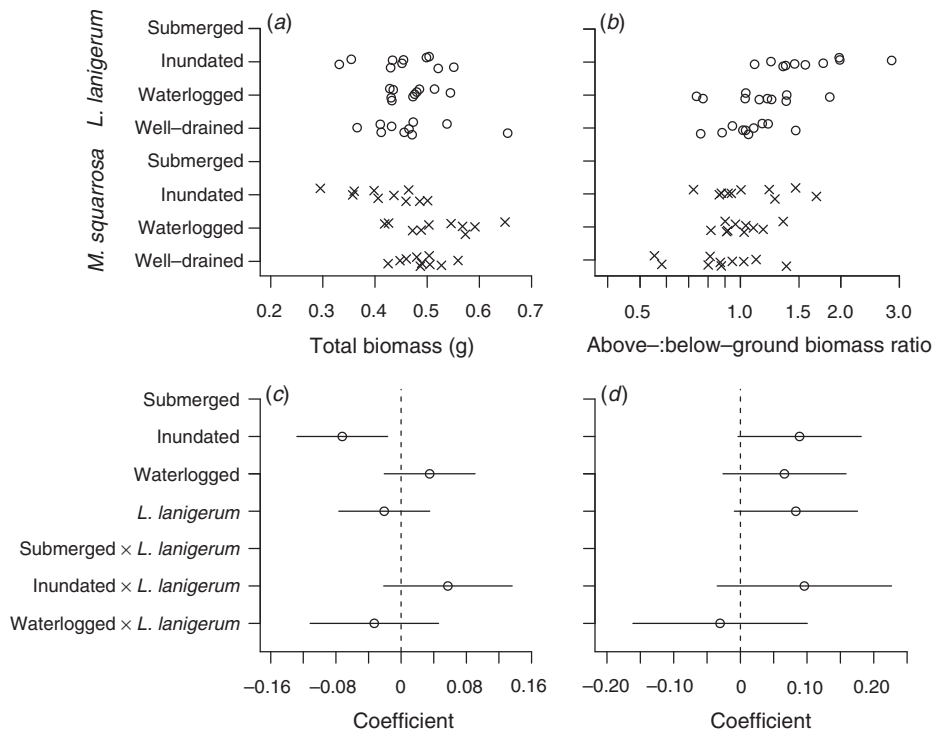 (a)
(b)
L. lanigerum
Submerged
Inundated
Waterlogged
Well–drained
M. squarrosa
Submerged
Inundated
Waterlogged
Well–drained
0.2 0.3 0.4 0.5 0.6 0.7
0.5 1.0 1.5 2.0 3.0
Total biomass (g)
Above–:below–ground biomass ratio
(c)
(d)
Submerged
Inundated
Waterlogged
L. lanigerum
Submerged × L. lanigerum
Inundated × L. lanigerum
Waterlogged × L. lanigerum
–0.16 –0.08 0 0.08 0.16
–0.20 –0.10 0 0.10 0.20
Coefficient
Coefficient